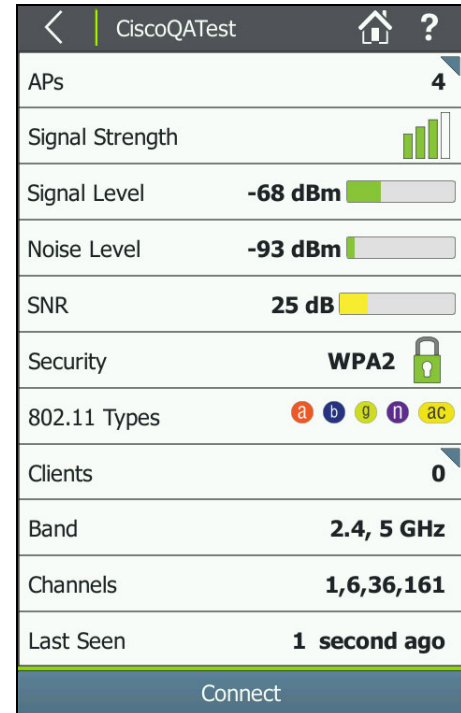 CiscoQATest ?
APs 4
Signal Strength
Signal Level -68 dBm
Noise Level -93 dBm
SNR 25 dB
Security WPA2
802.11 Types a b g n ac
Clients 0
Band 2.4, 5 GHz
Channels 1,6,36,161
Last Seen 1 second ago
Connect